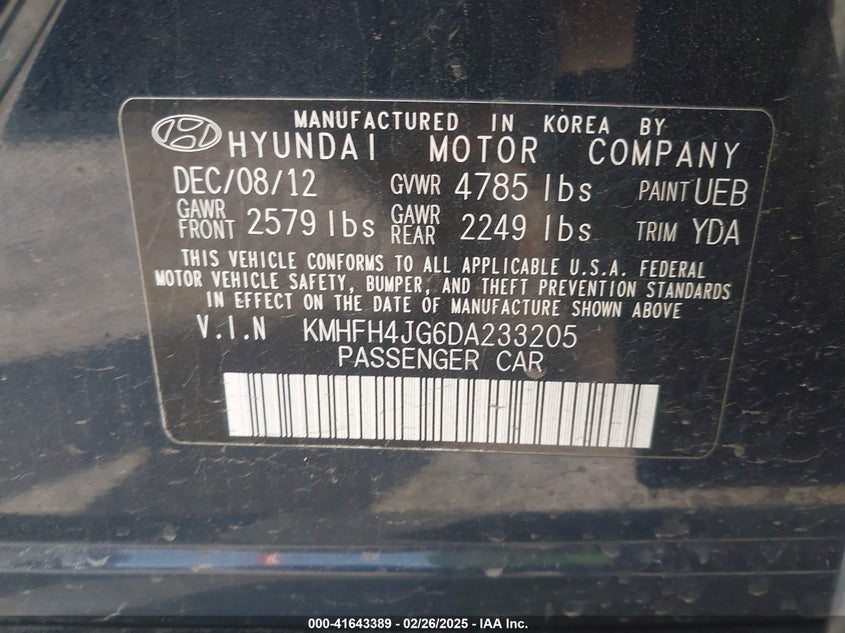 MANUFACTURED IN KOREA BY
HYUNDAI MOTOR COMPANY
DEC/08/12 GVWR 4785 lbs PAINT UEB
GAWR FRONT 2579 lbs GAWR REAR 2249 lbs TRIM YDA
THIS VEHICLE CONFORMS TO ALL APPLICABLE U.S.A. FEDERAL
MOTOR VEHICLE SAFETY, BUMPER, AND THEFT PREVENTION STANDARDS
IN EFFECT ON THE DATE OF MANUFACTURE SHOWN ABOVE
V.I.N KMHFH4JG6DA233205
PASSENGER CAR
000-41643389 - 02/26/2025 - IAA Inc.